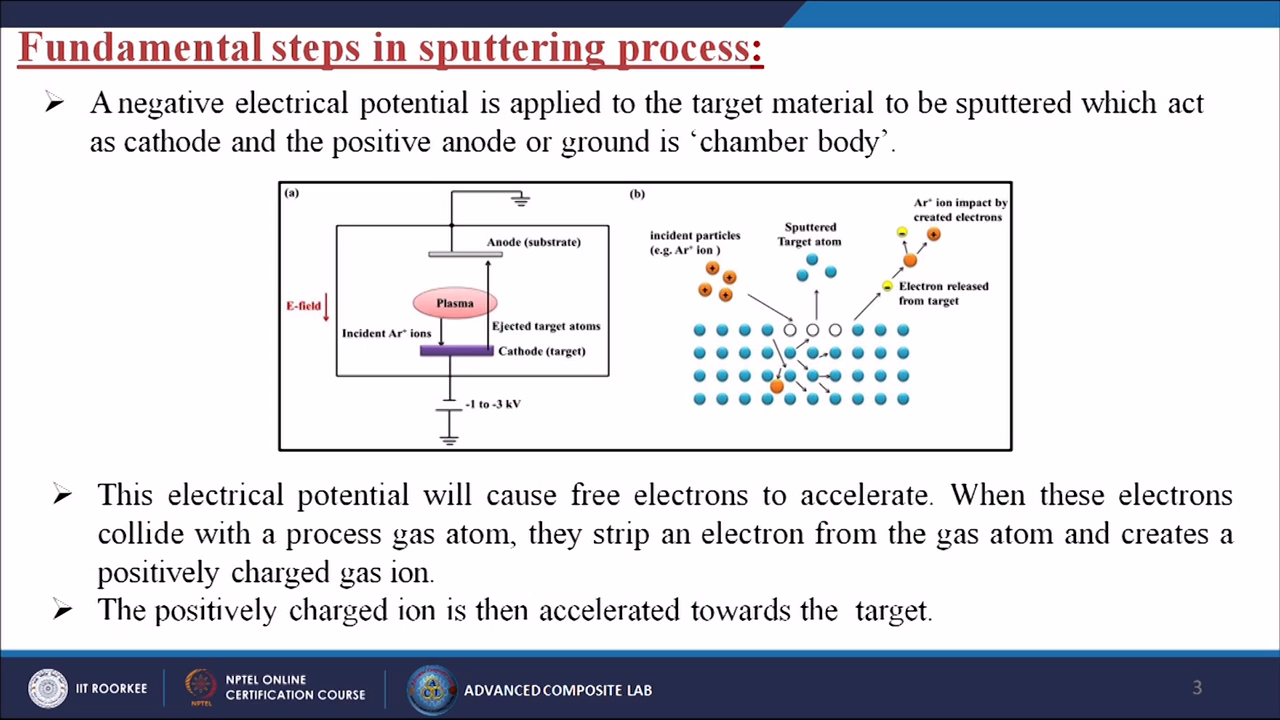 Fundamental steps in sputtering process:
➤ A negative electrical potential is applied to the target material to be sputtered which act
as cathode and the positive anode or ground is ‘chamber body’.
(a)
Anode (substrate)
E-field
Plasma
Incident Ar⁺ ions
Ejected target atoms
Cathode (target)
-1 to -3 kV
(b)
incident particles
(e.g. Ar⁺ ion )
Sputtered
Target atom
Ar⁺ ion impact by
created electrons
Electron released
from target
➤ This electrical potential will cause free electrons to accelerate. When these electrons
collide with a process gas atom, they strip an electron from the gas atom and creates a
positively charged gas ion.
➤ The positively charged ion is then accelerated towards the target.
IIT ROORKEE
NPTEL
NPTEL ONLINE
CERTIFICATION COURSE
ACL
ADVANCED COMPOSITE LAB
3